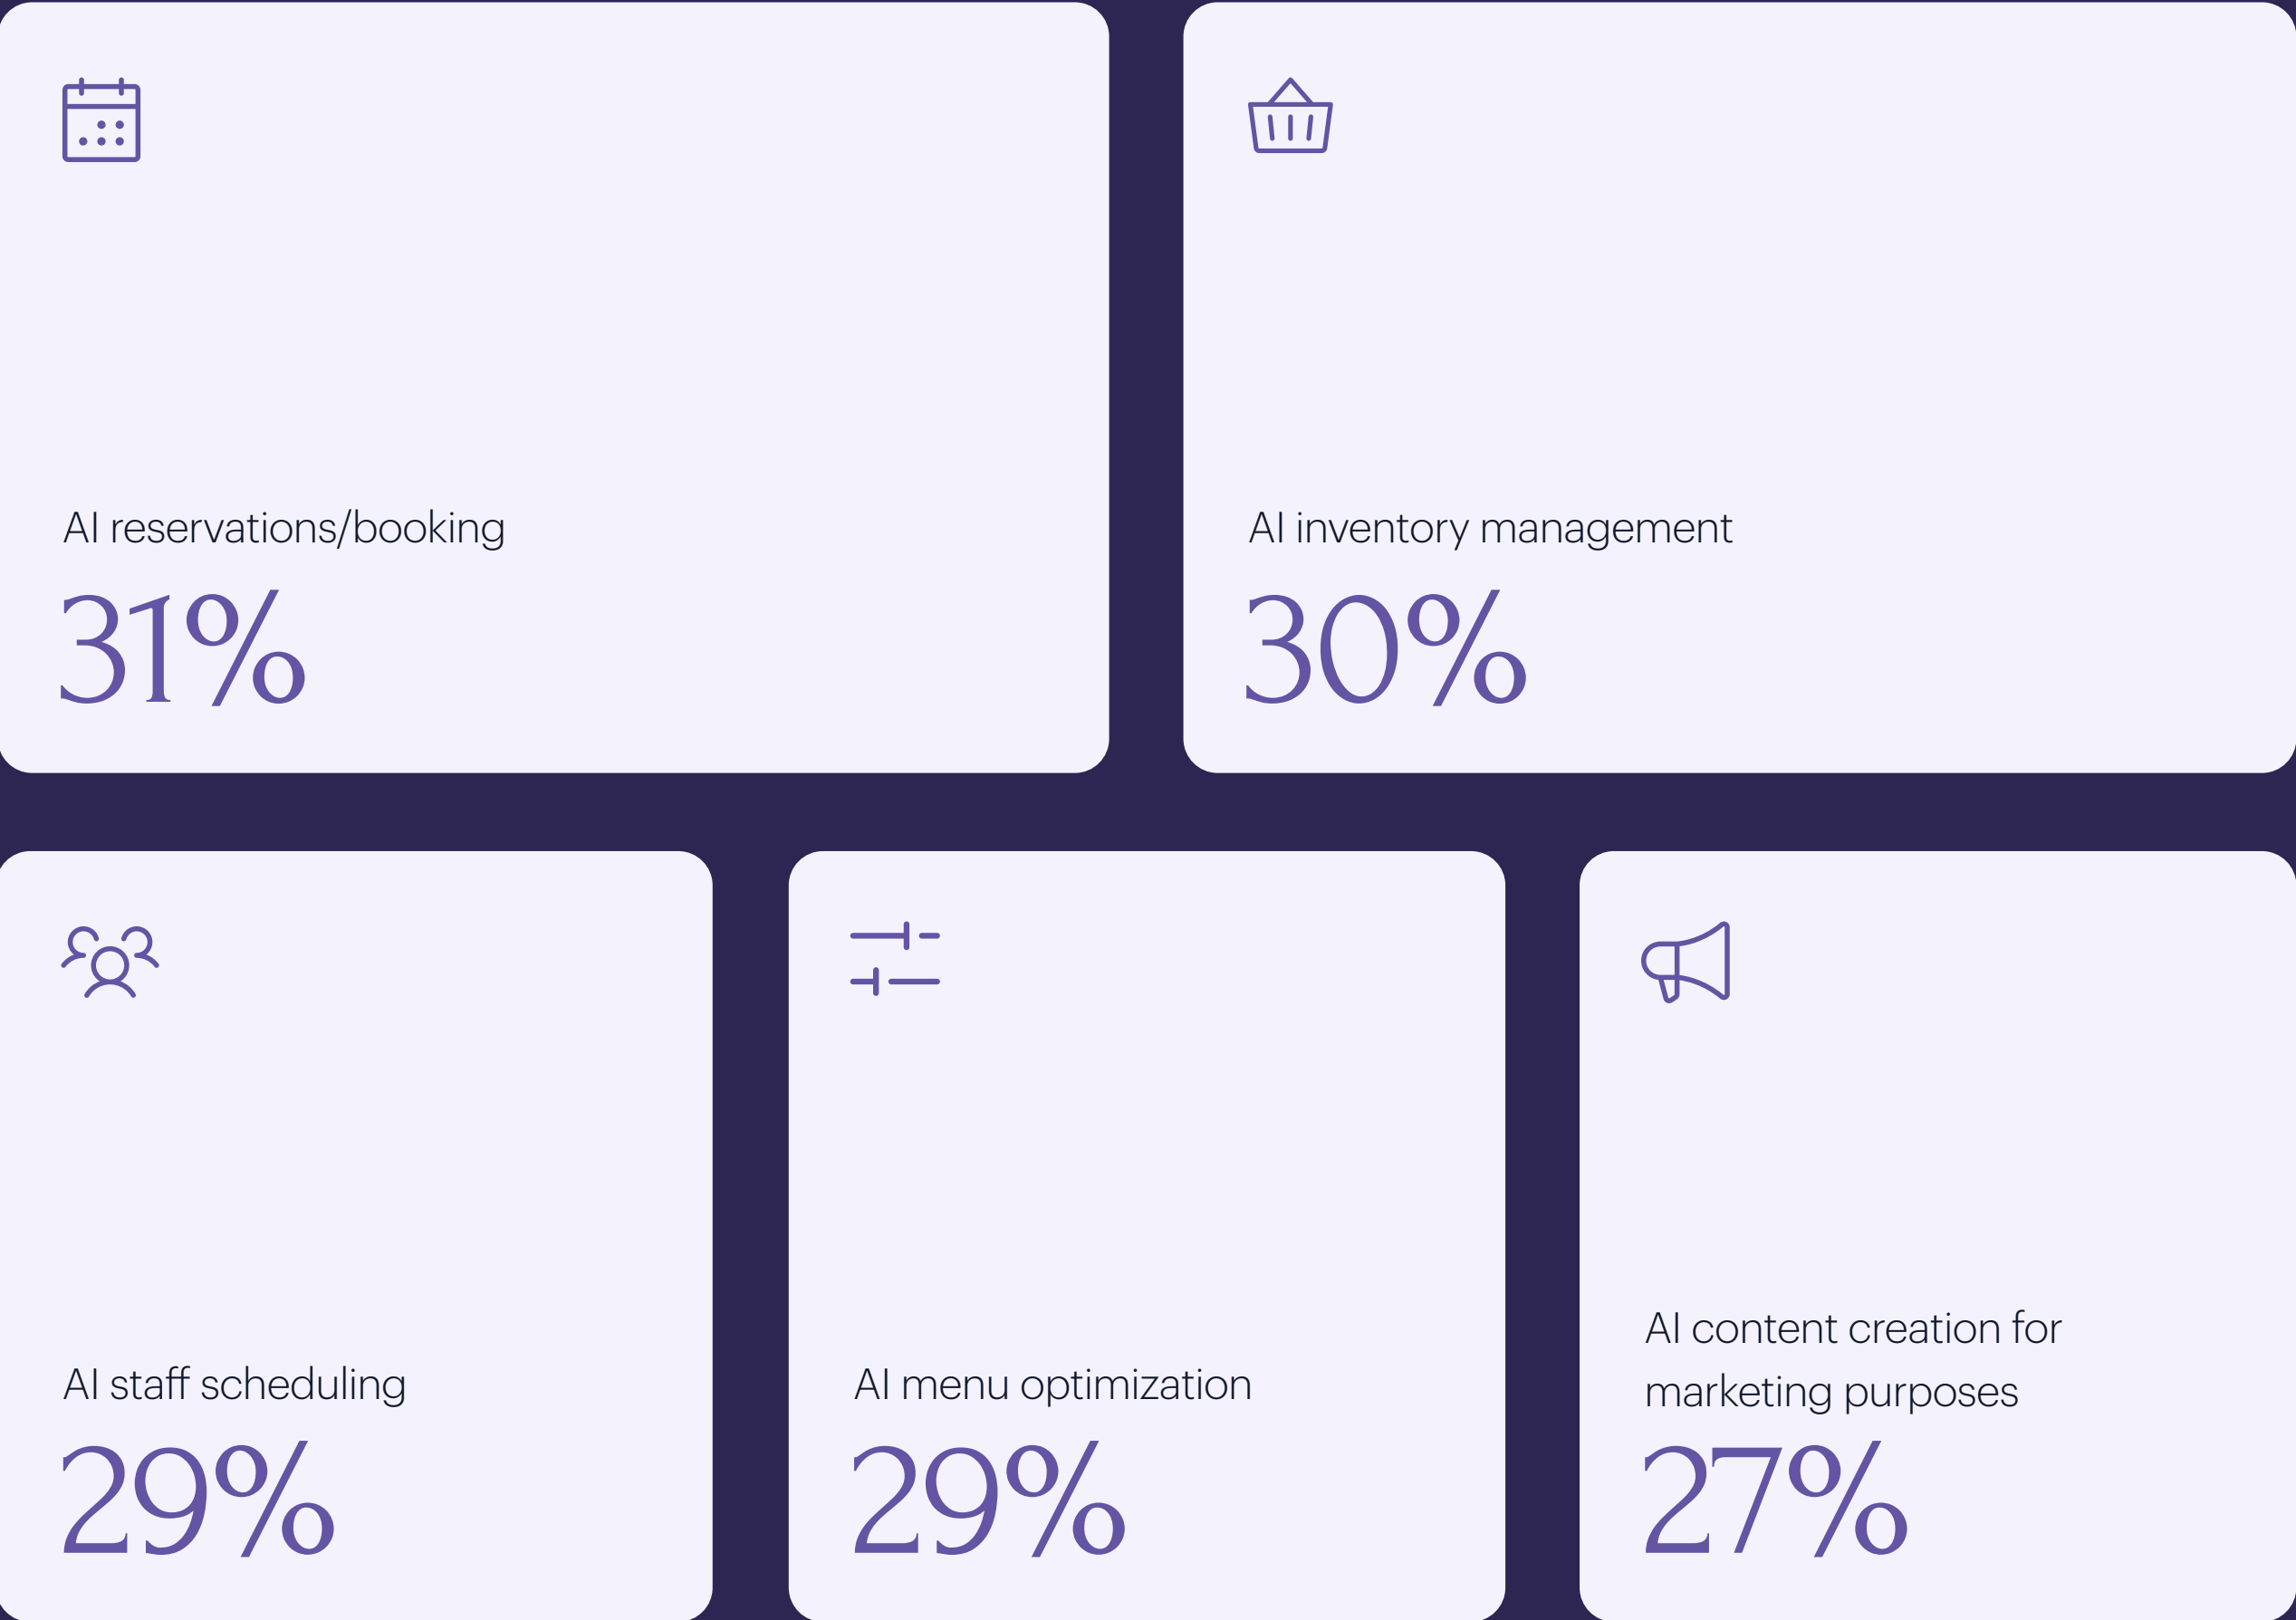 AI reservations/booking
31%
AI inventory management
30%
AI staff scheduling
29%
AI menu optimization
29%
AI content creation for
marketing purposes
27%